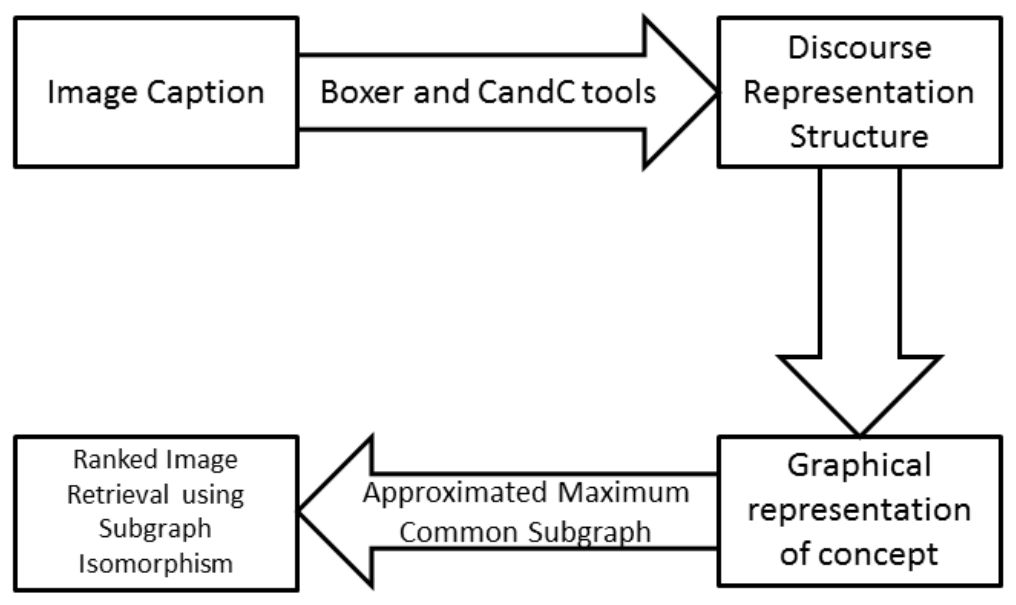 Image Caption
Boxer and CandC tools
Discourse
Representation
Structure
Graphical
representation
of concept
Approximated Maximum
Common Subgraph
Ranked Image
Retrieval using
Subgraph
Isomorphism